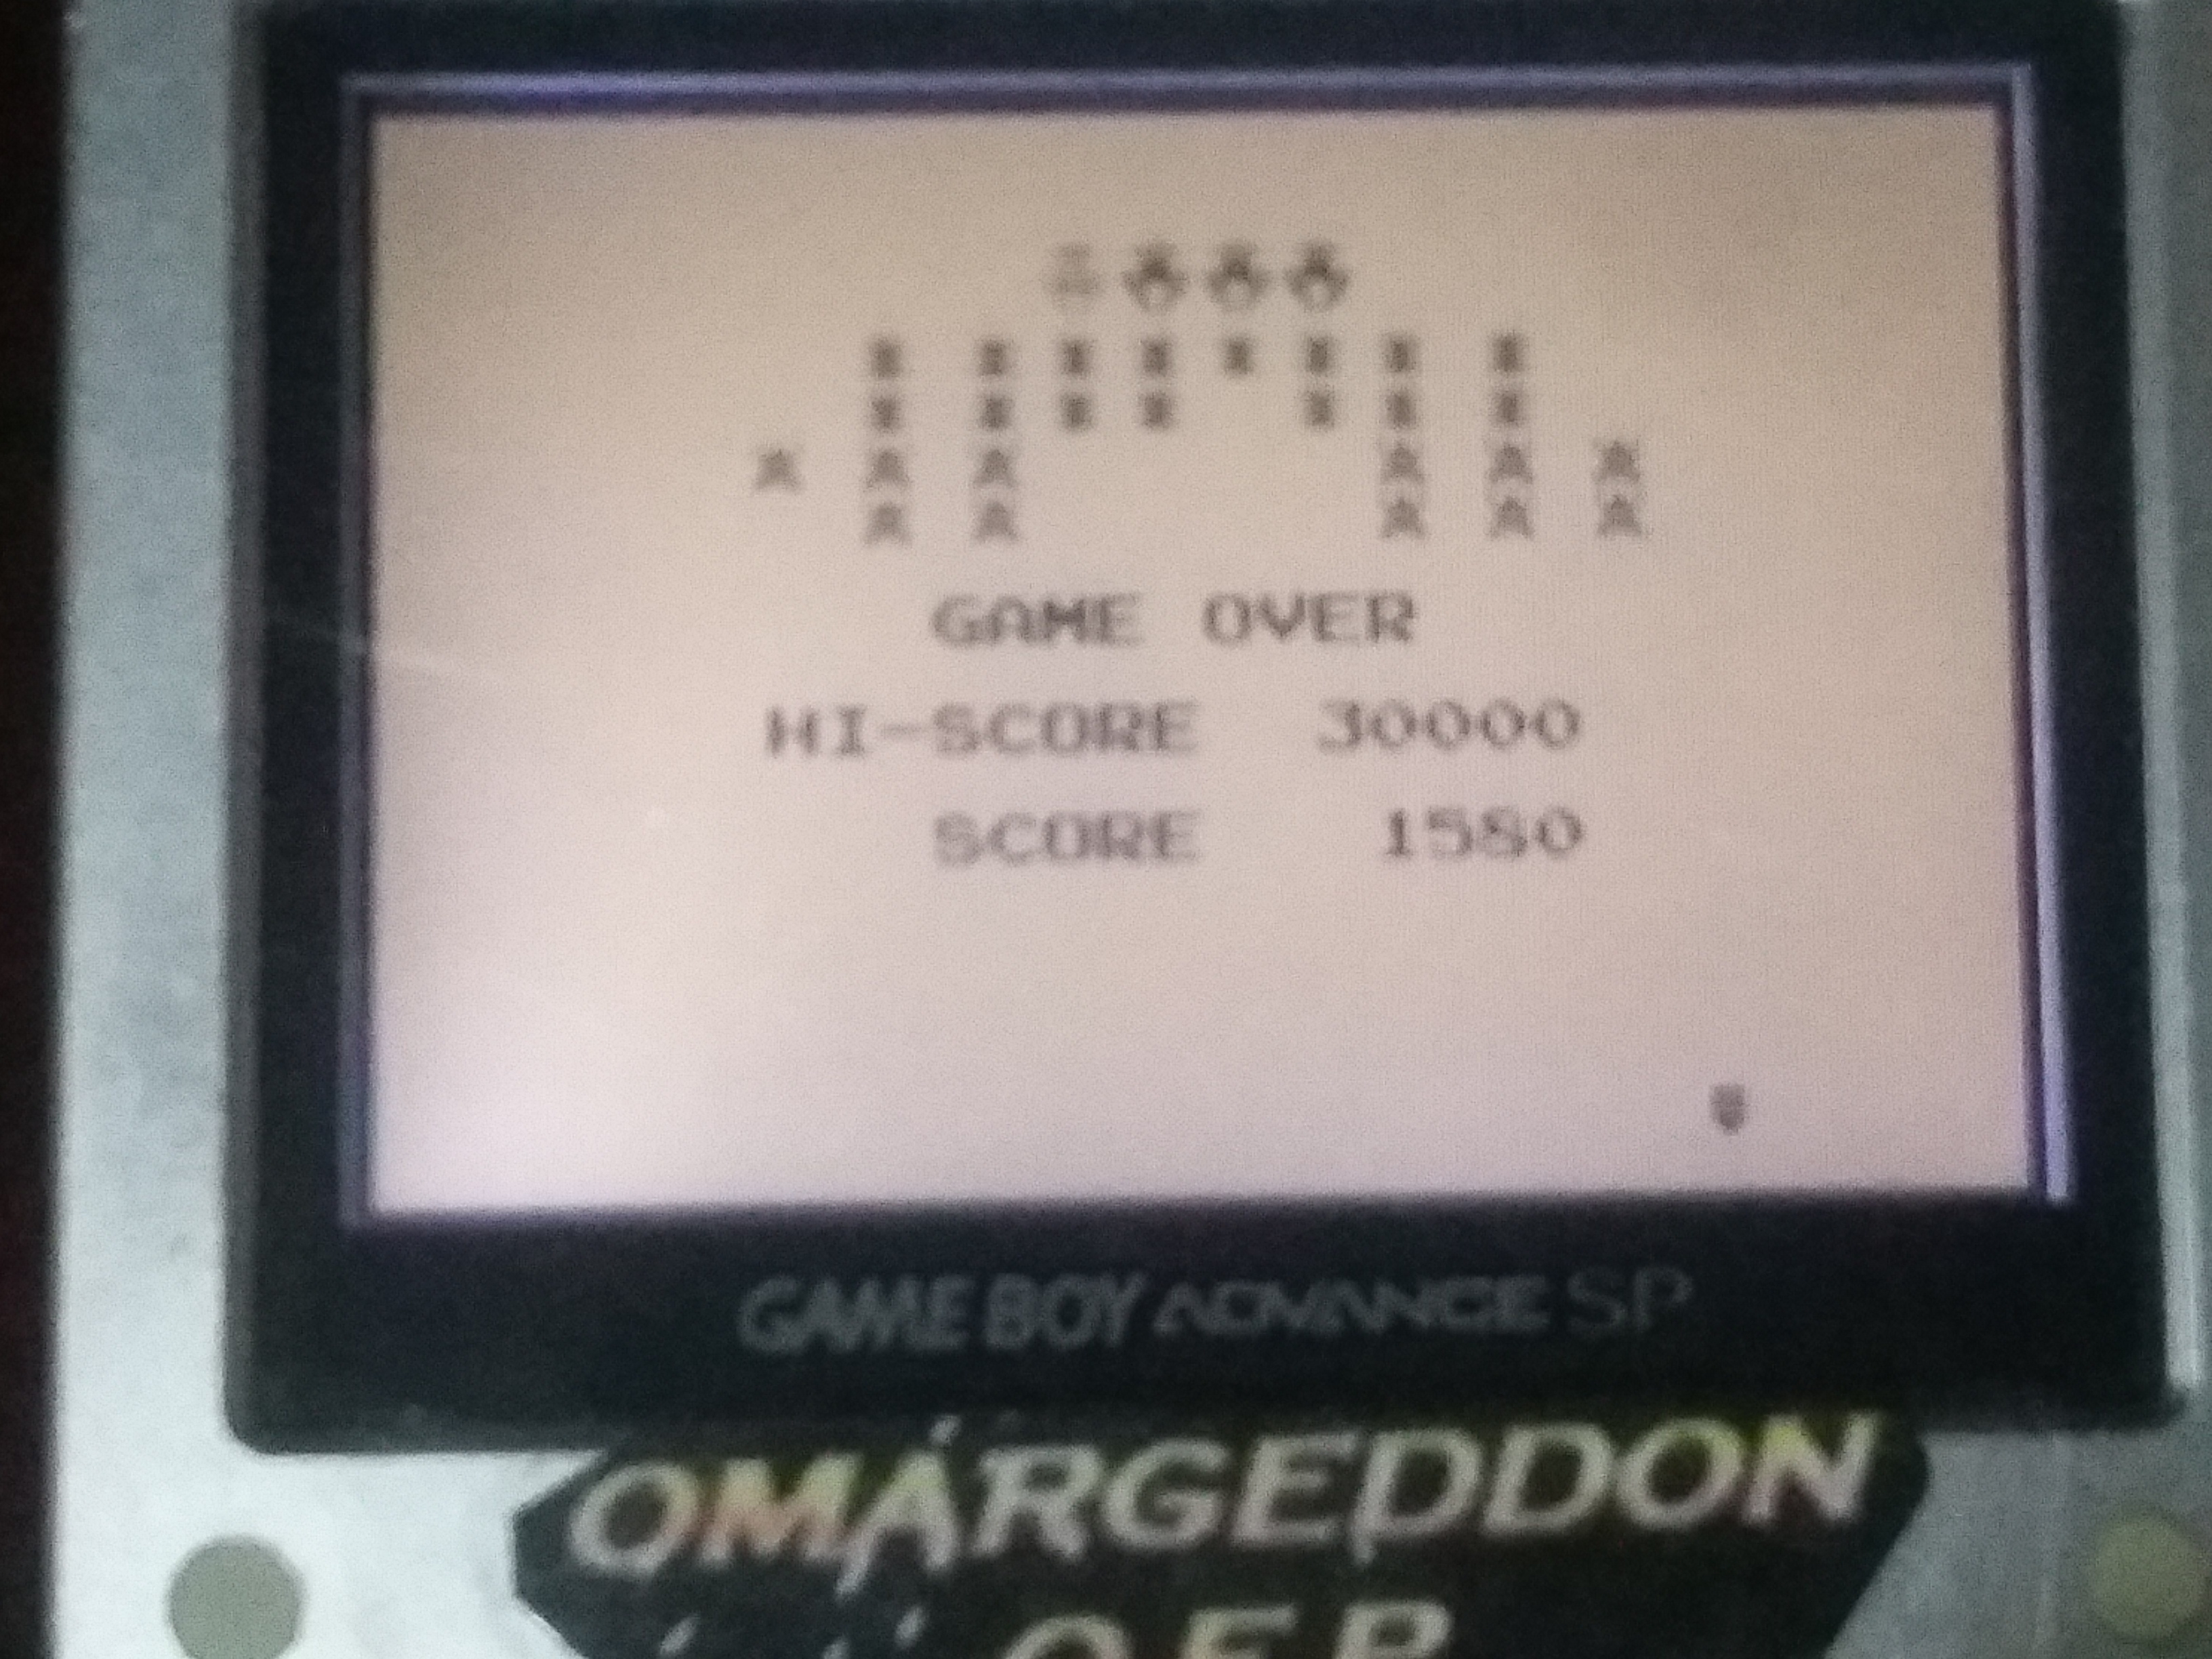 GAME OVER
HI-SCORE 30000
SCORE 1580
GAME BOY ADVANCE SP
OMARGEDDON